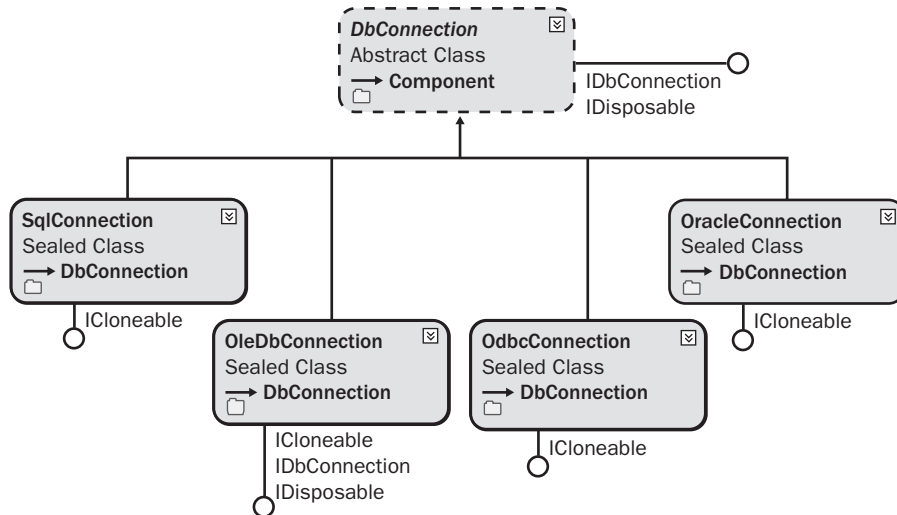 DbConnection
Abstract Class
Component
IDbConnection
IDisposable
SqlConnection
Sealed Class
DbConnection
ICloneable
OracleConnection
Sealed Class
DbConnection
ICloneable
OleDbConnection
Sealed Class
DbConnection
ICloneable
IDbConnection
IDisposable
OdbcConnection
Sealed Class
DbConnection
ICloneable